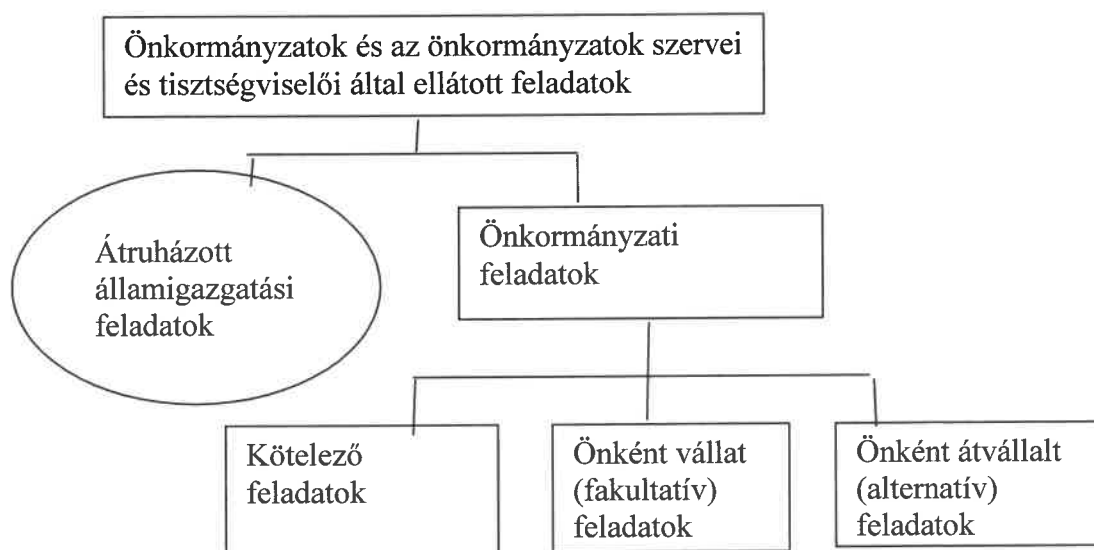 Önkormányzatok és az önkormányzatok szervei
és tisztségviselői által ellátott feladatok
Átruházott
államigazgatási
feladatok
Önkormányzati
feladatok
Kötelező
feladatok
Önként vállat
(fakultatív)
feladatok
Önként átvállalt
(alternatív)
feladatok